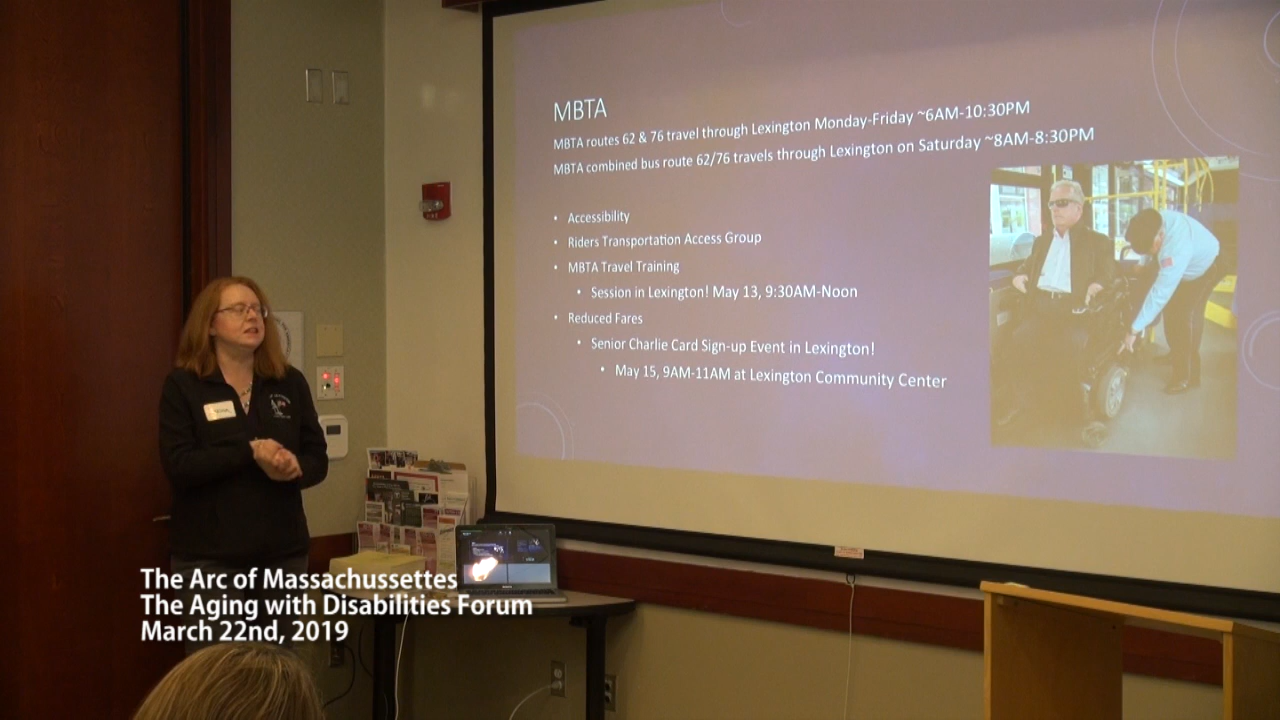 MBTA
MBTA routes 62 & 76 travel through Lexington Monday-Friday ~6AM-10:30PM
MBTA combined bus route 62/76 travels through Lexington on Saturday ~8AM-8:30PM
• Accessibility
• Riders Transportation Access Group
• MBTA Travel Training
• Session in Lexington! May 13, 9:30AM-Noon
• Reduced Fares
• Senior Charlie Card Sign-up Event in Lexington!
• May 15, 9AM-11AM at Lexington Community Center
The Arc of Massachussettes
The Aging with Disabilities Forum
March 22nd, 2019